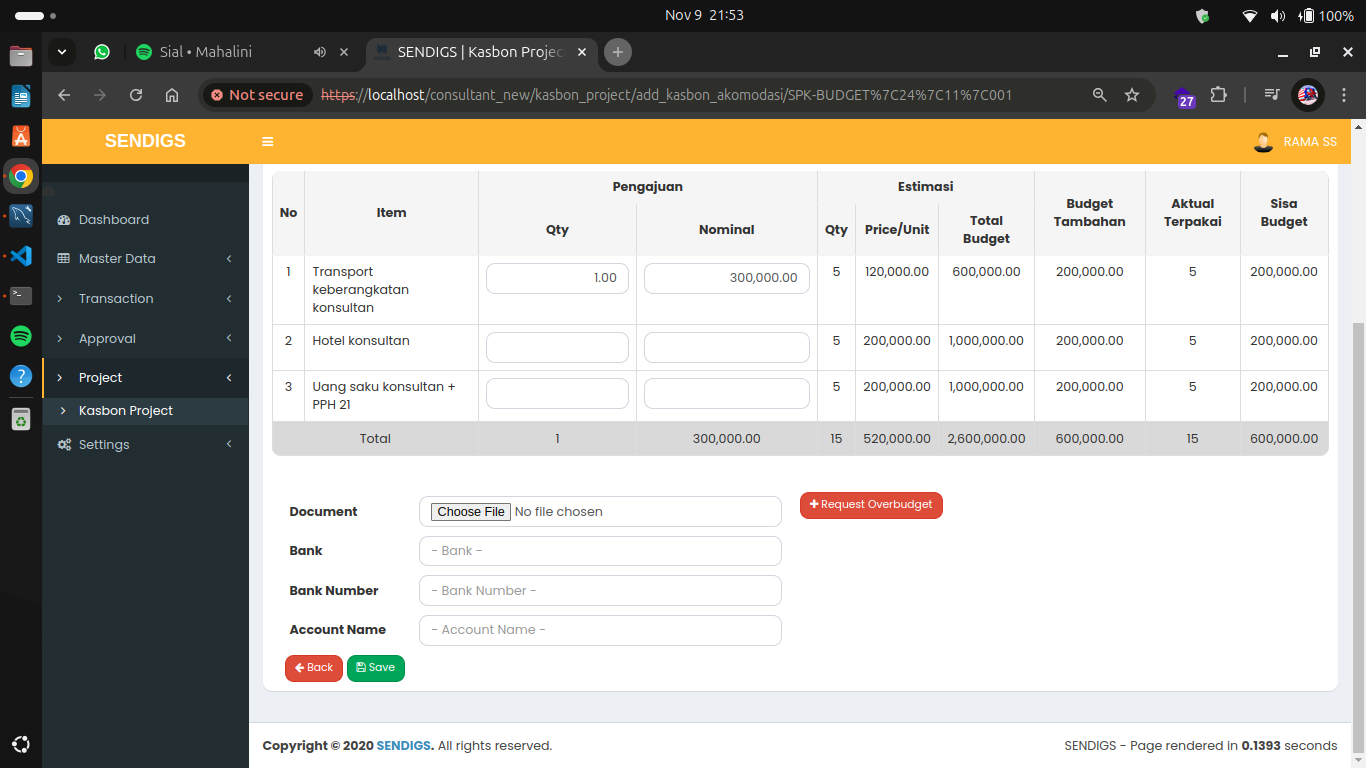 Nov 9 21:53
100%
Sial • Mahalini
SENDIGS | Kasbon Projec
Not secure
https://localhost/consultant_new/kasbon_project/add_kasbon_akomodasi/SPK-BUDGET%7C24%7C11%7C001
27
SENDIGS
RAMA SS
Dashboard
Master Data
Transaction
Approval
Project
Kasbon Project
Settings
No Item Pengajuan Estimasi Budget Tambahan Aktual Terpakai Sisa Budget
Qty Nominal Qty Price/Unit Total Budget
1 Transport keberangkatan konsultan 1.00 300,000.00 5 120,000.00 600,000.00 200,000.00 5 200,000.00
2 Hotel konsultan 5 200,000.00 1,000,000.00 200,000.00 5 200,000.00
3 Uang saku konsultan + PPH 21 5 200,000.00 1,000,000.00 200,000.00 5 200,000.00
Total 1 300,000.00 15 520,000.00 2,600,000.00 600,000.00 15 600,000.00
Document Choose File No file chosen
Request Overbudget
Bank - Bank -
Bank Number - Bank Number -
Account Name - Account Name -
Back Save
Copyright © 2020 SENDIGS. All rights reserved.
SENDIGS - Page rendered in 0.1393 seconds